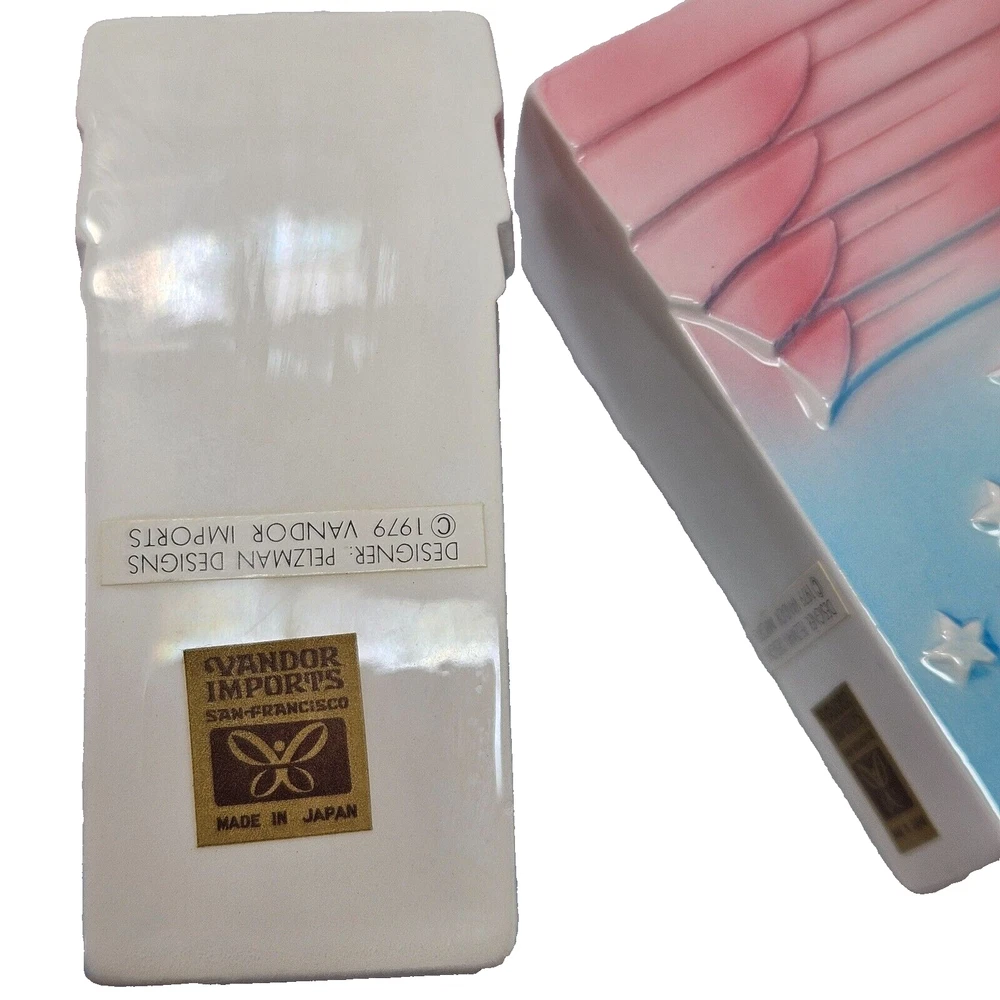 DESIGNER: PELZMAN DESIGNS
© 1979 VANDOR IMPORTS
VANDOR
IMPORTS
SAN-FRANCISCO
MADE IN JAPAN